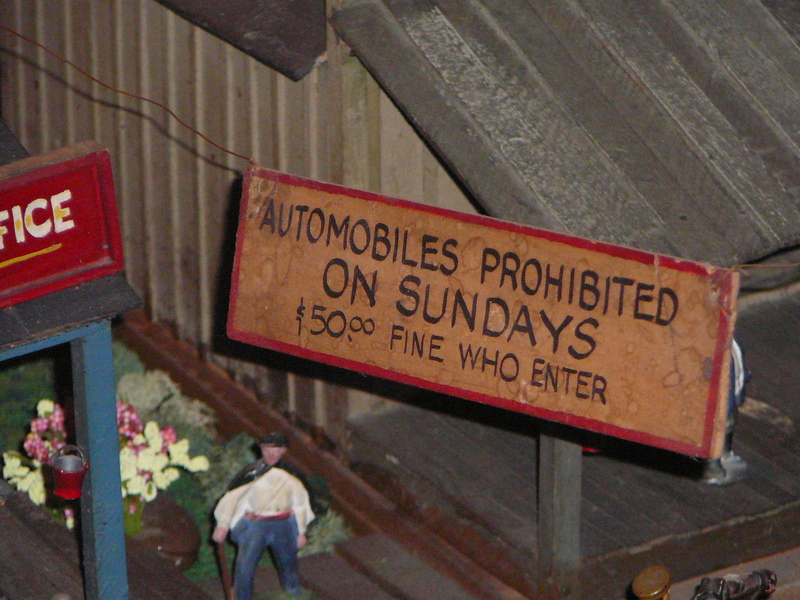 FICE
AUTOMOBILES PROHIBITED
ON SUNDAYS
$50.00 FINE WHO ENTER